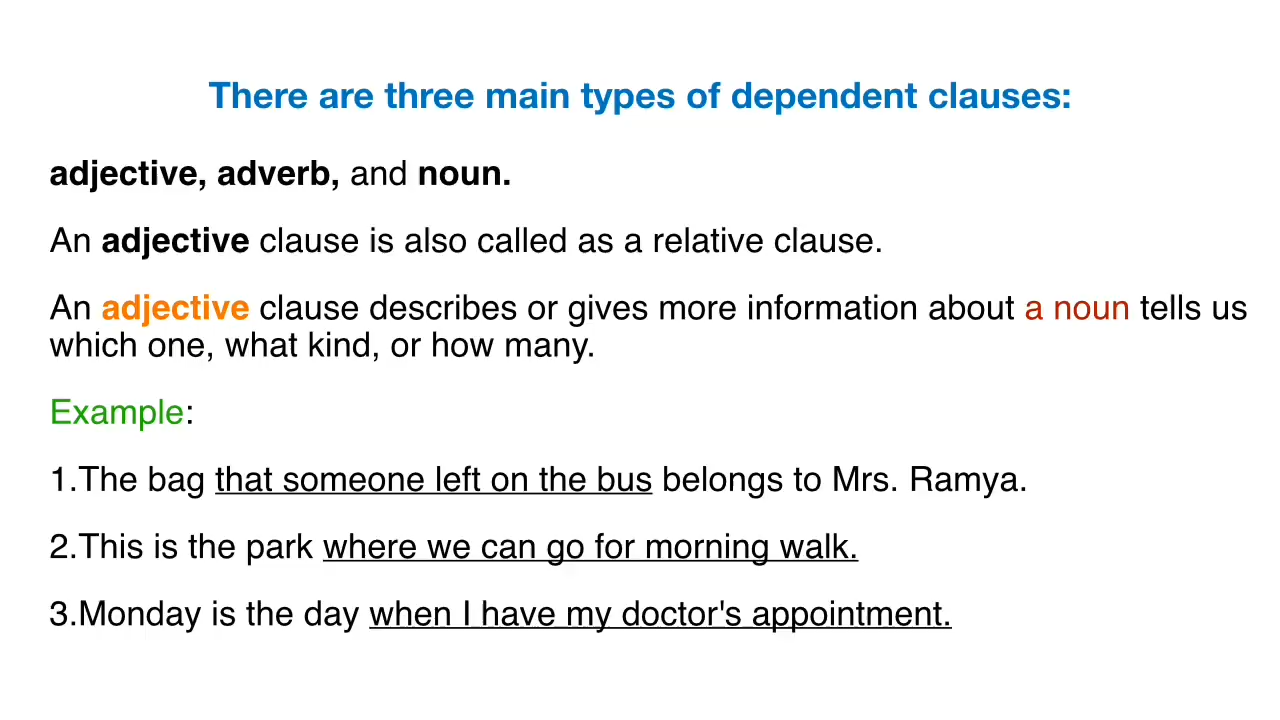 There are three main types of dependent clauses:
adjective, adverb, and noun.
An adjective clause is also called as a relative clause.
An adjective clause describes or gives more information about a noun tells us
which one, what kind, or how many.
Example:
1.The bag that someone left on the bus belongs to Mrs. Ramya.
2.This is the park where we can go for morning walk.
3.Monday is the day when I have my doctor's appointment.